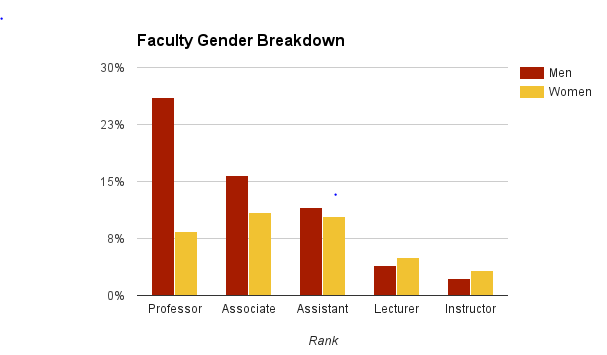 Faculty Gender Breakdown
30%
Men
Women
23%
15%
8%
0%
Professor Associate Assistant Lecturer Instructor
Rank